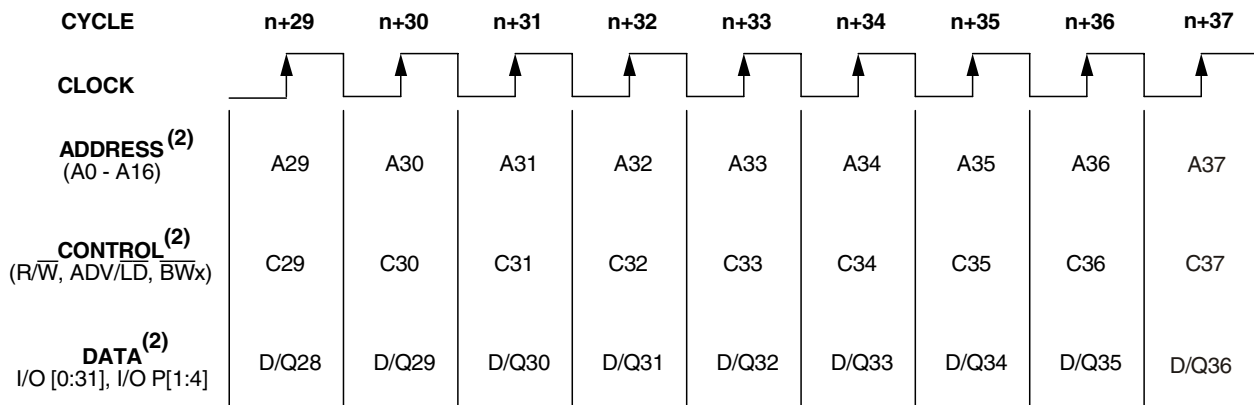 CYCLE n+29 n+30 n+31 n+32 n+33 n+34 n+35 n+36 n+37
CLOCK
ADDRESS(2)
(A0 - A16) A29 A30 A31 A32 A33 A34 A35 A36 A37
CONTROL(2)
(R/W̅, ADV/L̅D̅, B̅W̅x) C29 C30 C31 C32 C33 C34 C35 C36 C37
DATA(2)
I/O [0:31], I/O P[1:4] D/Q28 D/Q29 D/Q30 D/Q31 D/Q32 D/Q33 D/Q34 D/Q35 D/Q36